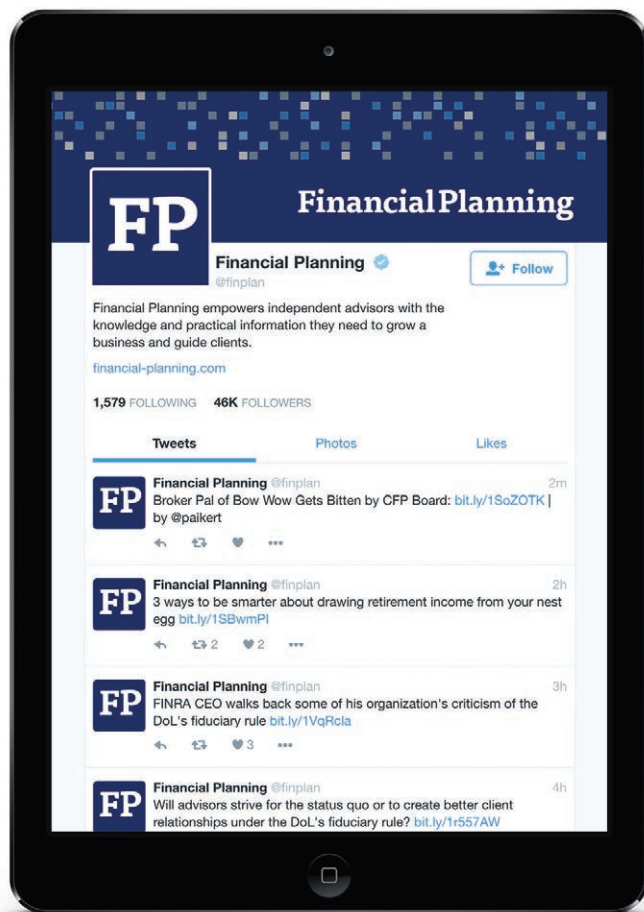 FP
FinancialPlanning
Financial Planning
@finplan
Follow
Financial Planning empowers independent advisors with the
knowledge and practical information they need to grow a
business and guide clients.
financial-planning.com
1,579 FOLLOWING 46K FOLLOWERS
Tweets Photos Likes
FP
Financial Planning @finplan 2m
Broker Pal of Bow Wow Gets Bitten by CFP Board: bit.ly/1SoZOTK |
by @paikert
FP
Financial Planning @finplan 2h
3 ways to be smarter about drawing retirement income from your nest
egg bit.ly/1SBwmPI
2 2
FP
Financial Planning @finplan 3h
FINRA CEO walks back some of his organization's criticism of the
DoL's fiduciary rule bit.ly/1VqRcIa
3
FP
Financial Planning @finplan 4h
Will advisors strive for the status quo or to create better client
relationships under the DoL's fiduciary rule? bit.ly/1r557AW